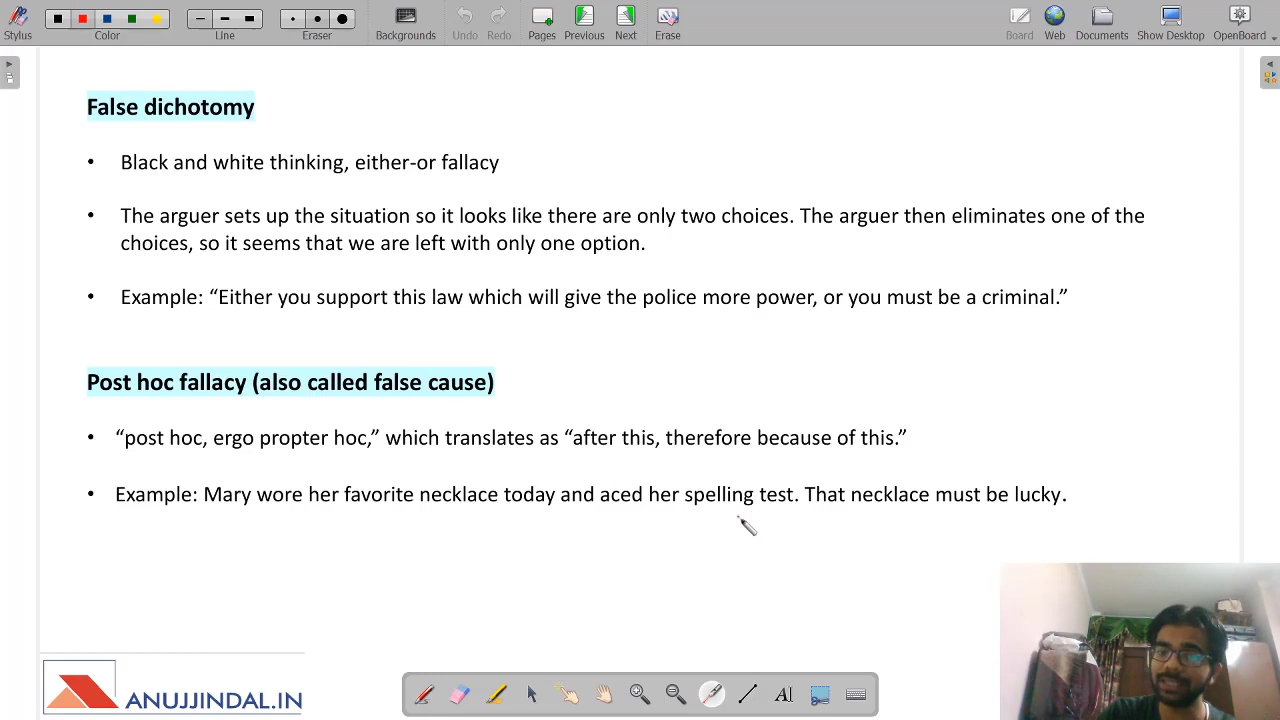 Stylus
Color
Line
Eraser
Backgrounds
Undo
Redo
Pages
Previous
Next
Erase
Board
Web
Documents
Show Desktop
OpenBoard
False dichotomy
• Black and white thinking, either-or fallacy
• The arguer sets up the situation so it looks like there are only two choices. The arguer then eliminates one of the
choices, so it seems that we are left with only one option.
• Example: “Either you support this law which will give the police more power, or you must be a criminal.”
Post hoc fallacy (also called false cause)
• “post hoc, ergo propter hoc,” which translates as “after this, therefore because of this.”
• Example: Mary wore her favorite necklace today and aced her spelling test. That necklace must be lucky.
ANUJJINDAL.IN
AI